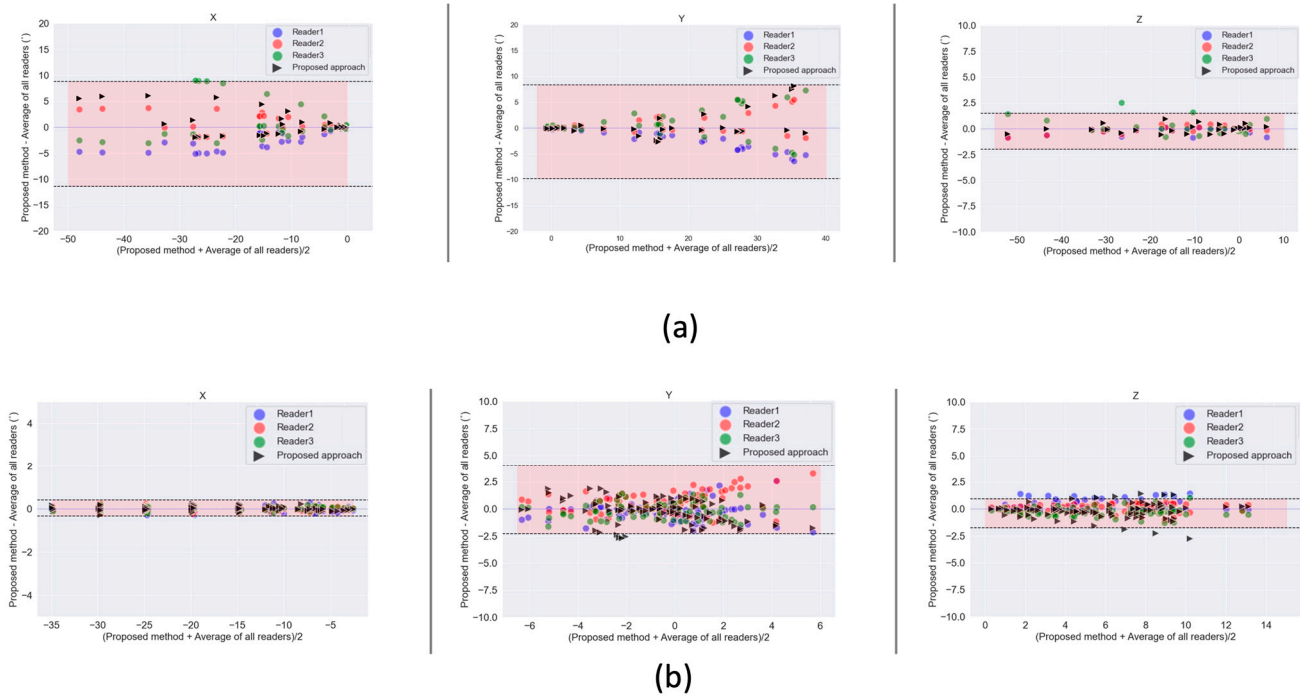 X
Proposed method - Average of all readers (°)
20
15
10
5
0
−5
−10
−15
−20
Reader1
Reader2
Reader3
Proposed approach
−50 −40 −30 −20 −10 0
(Proposed method + Average of all readers)/2
Y
Proposed method - Average of all readers (°)
20
15
10
5
0
−5
−10
−15
−20
Reader1
Reader2
Reader3
Proposed approach
0 10 20 30 40
(Proposed method + Average of all readers)/2
Z
Proposed method - Average of all readers (°)
10.0
7.5
5.0
2.5
0.0
−2.5
−5.0
−7.5
−10.0
Reader1
Reader2
Reader3
Proposed approach
−50 −40 −30 −20 −10 0 10
(Proposed method + Average of all readers)/2
(a)
X
Proposed method - Average of all readers (°)
4
2
0
−2
−4
Reader1
Reader2
Reader3
Proposed approach
−35 −30 −25 −20 −15 −10 −5
(Proposed method + Average of all readers)/2
Y
Proposed method - Average of all readers (°)
10.0
7.5
5.0
2.5
0.0
−2.5
−5.0
−7.5
−10.0
Reader1
Reader2
Reader3
Proposed approach
−6 −4 −2 0 2 4 6
(Proposed method + Average of all readers)/2
Z
Proposed method - Average of all readers (°)
10.0
7.5
5.0
2.5
0.0
−2.5
−5.0
−7.5
−10.0
Reader1
Reader2
Reader3
Proposed approach
0 2 4 6 8 10 12 14
(Proposed method + Average of all readers)/2
(b)